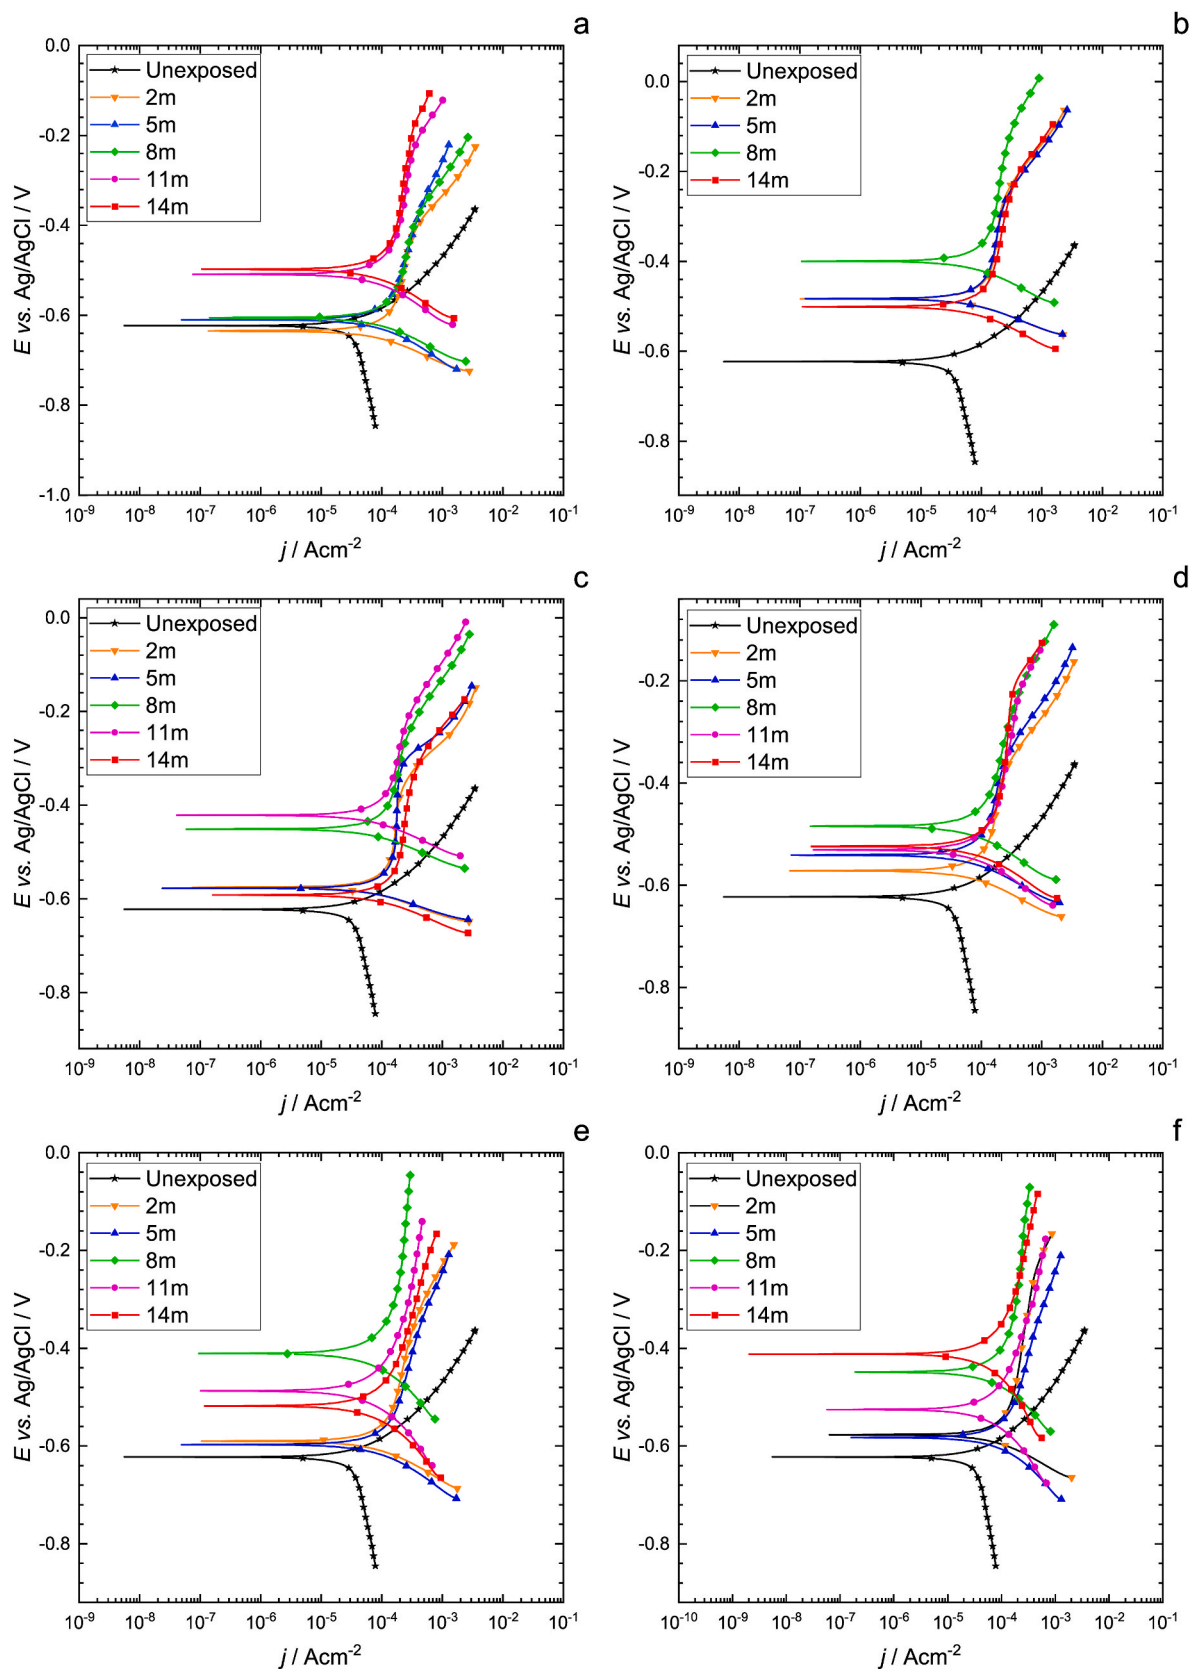 a
0.0
-0.2
-0.4
-0.6
-0.8
-1.0
E vs. Ag/AgCl / V
Unexposed
2m
5m
8m
11m
14m
10-9 10-8 10-7 10-6 10-5 10-4 10-3 10-2 10-1
j / Acm-2
b
0.0
-0.2
-0.4
-0.6
-0.8
E vs. Ag/AgCl / V
Unexposed
2m
5m
8m
14m
10-9 10-8 10-7 10-6 10-5 10-4 10-3 10-2 10-1
j / Acm-2
c
0.0
-0.2
-0.4
-0.6
-0.8
E vs. Ag/AgCl / V
Unexposed
2m
5m
8m
11m
14m
10-9 10-8 10-7 10-6 10-5 10-4 10-3 10-2 10-1
j / Acm-2
d
-0.2
-0.4
-0.6
-0.8
E vs. Ag/AgCl / V
Unexposed
2m
5m
8m
11m
14m
10-9 10-8 10-7 10-6 10-5 10-4 10-3 10-2 10-1
j / Acm-2
e
0.0
-0.2
-0.4
-0.6
-0.8
E vs. Ag/AgCl / V
Unexposed
2m
5m
8m
11m
14m
10-9 10-8 10-7 10-6 10-5 10-4 10-3 10-2 10-1
j / Acm-2
f
0.0
-0.2
-0.4
-0.6
-0.8
E vs. Ag/AgCl / V
Unexposed
2m
5m
8m
11m
14m
10-10 10-9 10-8 10-7 10-6 10-5 10-4 10-3 10-2 10-1
j / Acm-2